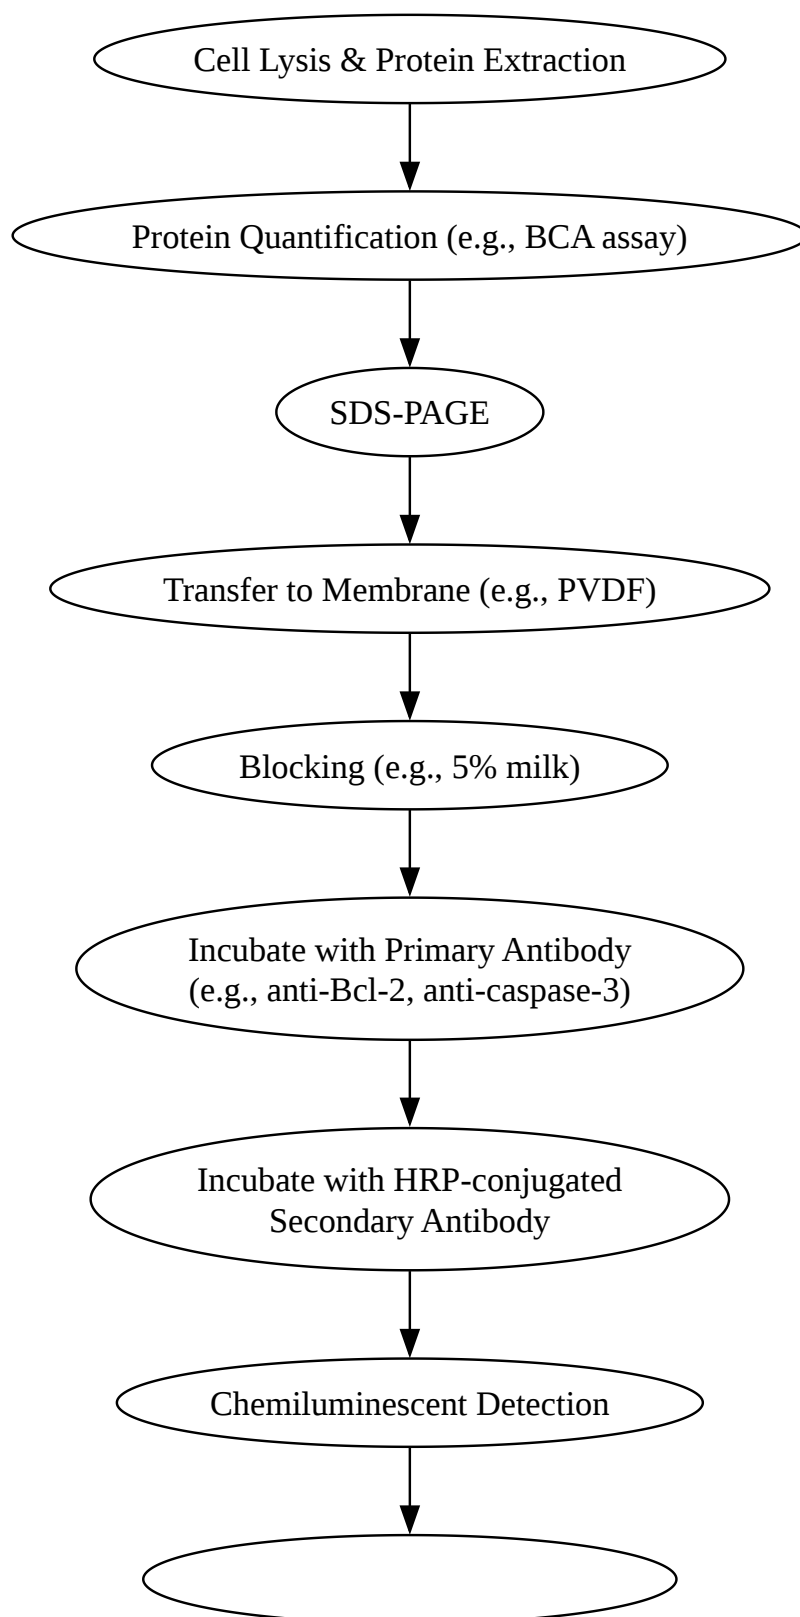 Cell Lysis & Protein Extraction
Protein Quantification (e.g., BCA assay)
SDS-PAGE
Transfer to Membrane (e.g., PVDF)
Blocking (e.g., 5% milk)
Incubate with Primary Antibody
(e.g., anti-Bcl-2, anti-caspase-3)
Incubate with HRP-conjugated
Secondary Antibody
Chemiluminescent Detection